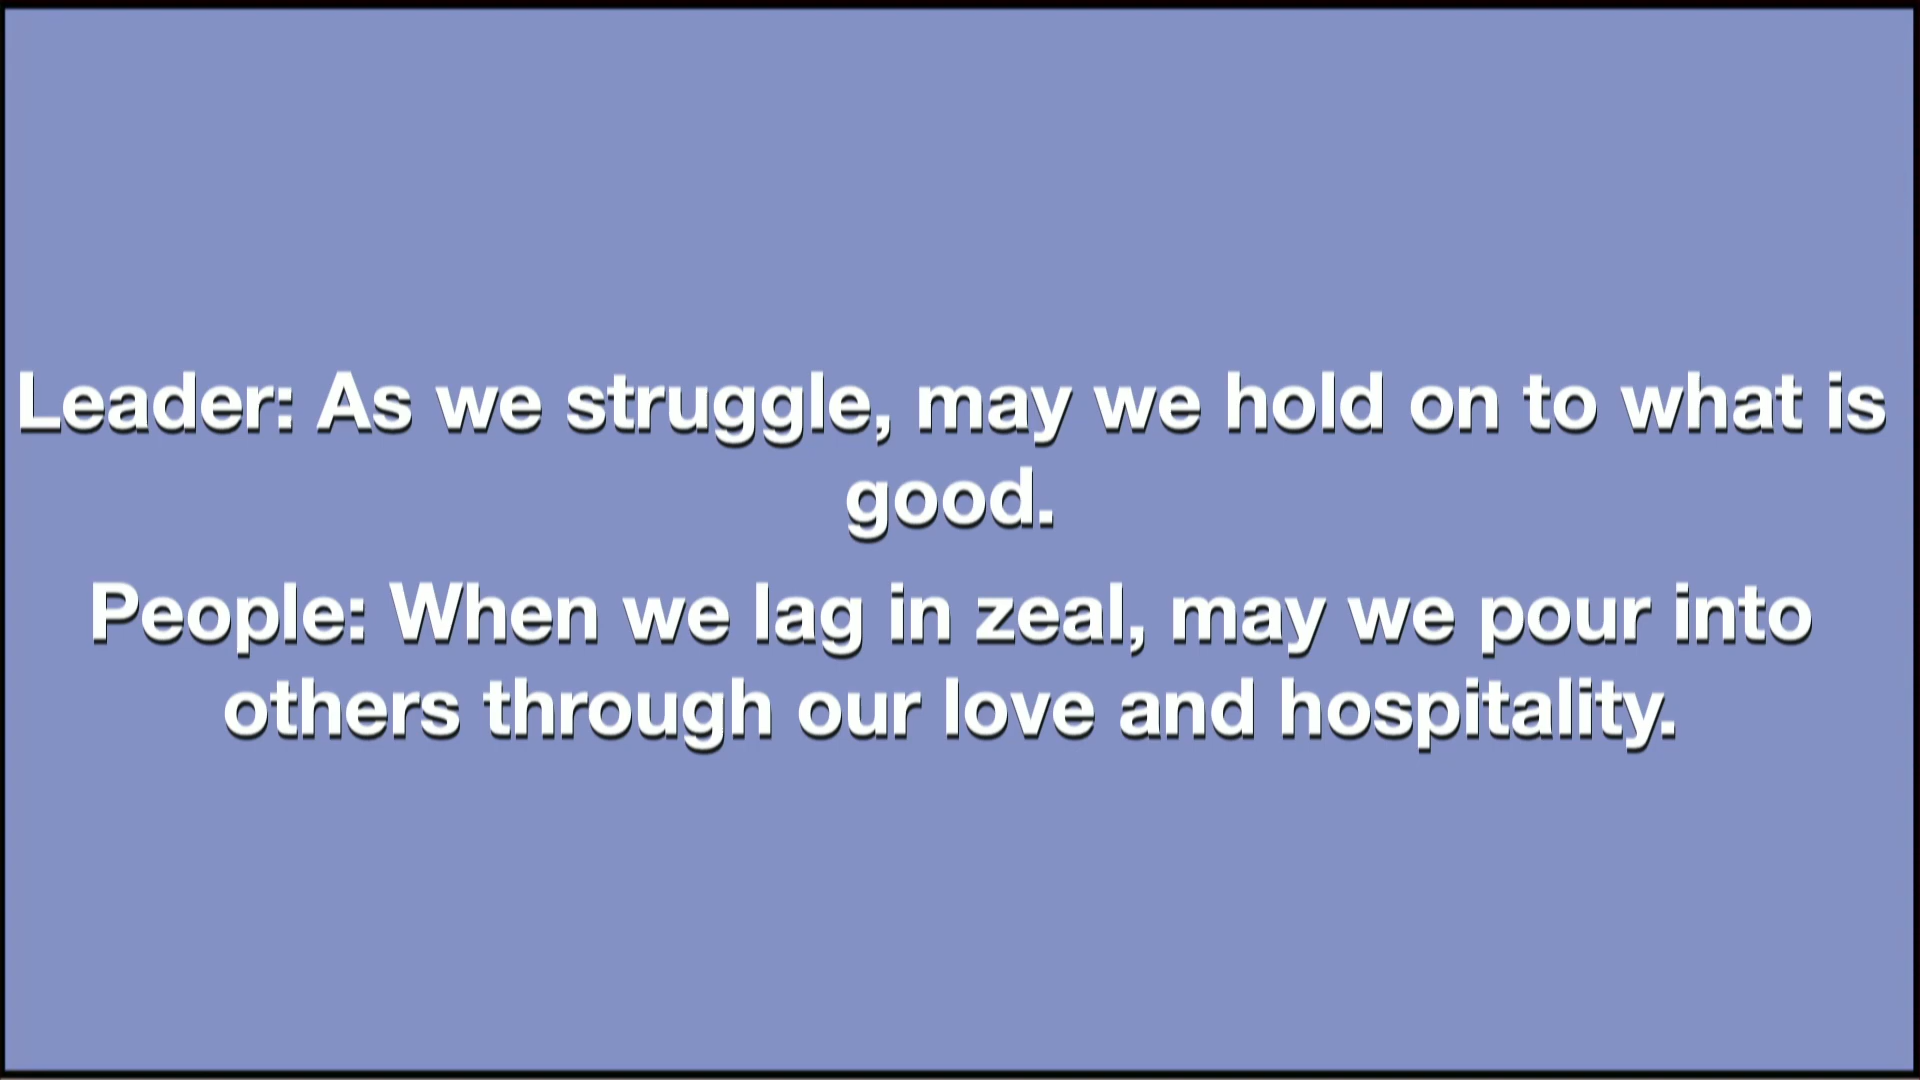 Leader: As we struggle, may we hold on to what is
good.
People: When we lag in zeal, may we pour into
others through our love and hospitality.